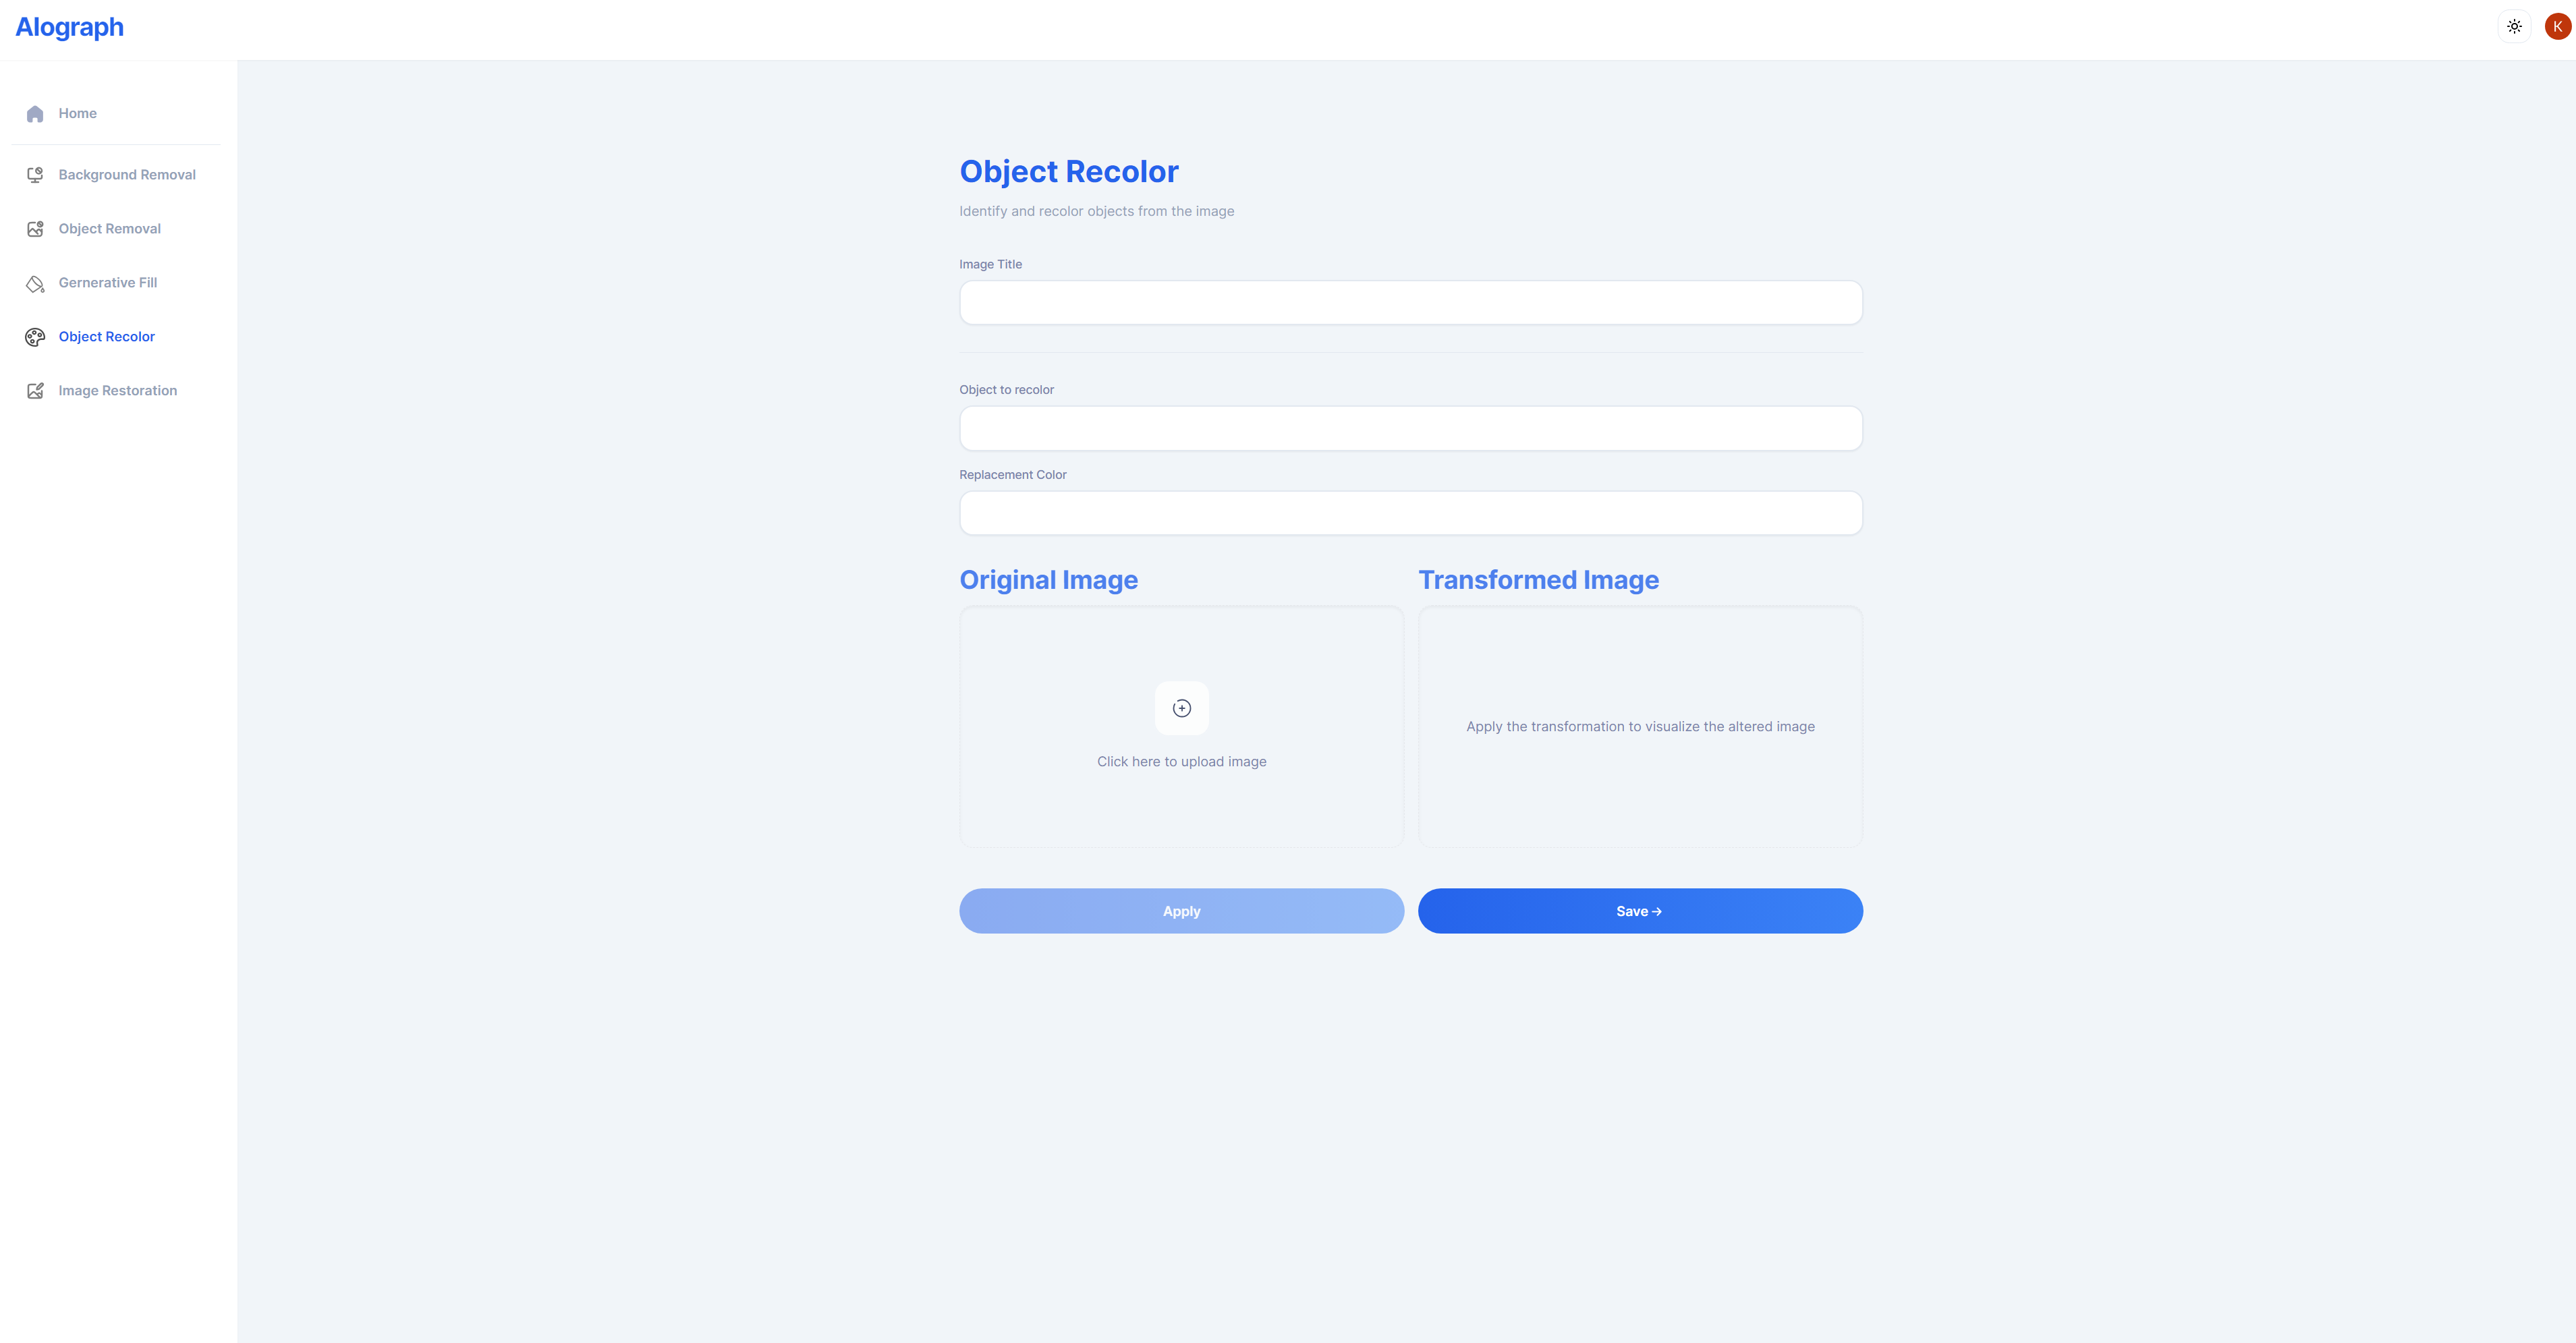 Alograph
K
Home
Background Removal
Object Removal
Gernerative Fill
Object Recolor
Image Restoration
Object Recolor
Identify and recolor objects from the image
Image Title
Object to recolor
Replacement Color
Original Image
Transformed Image
Click here to upload image
Apply the transformation to visualize the altered image
Apply
Save →